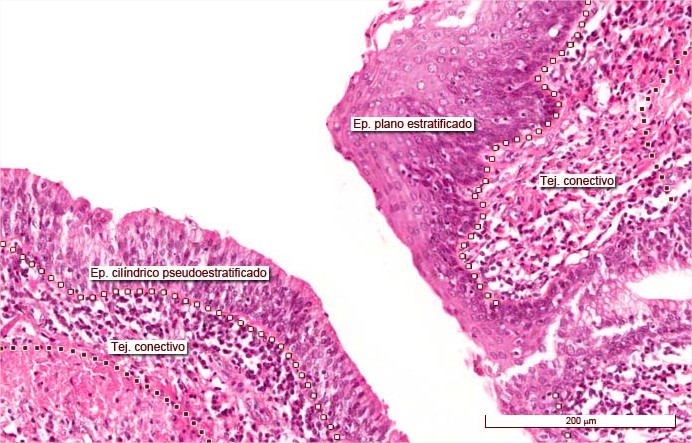 Ep. plano estratificado
Tej. conectivo
Ep. cilíndrico pseudoestratificado
Tej. conectivo
200 µm